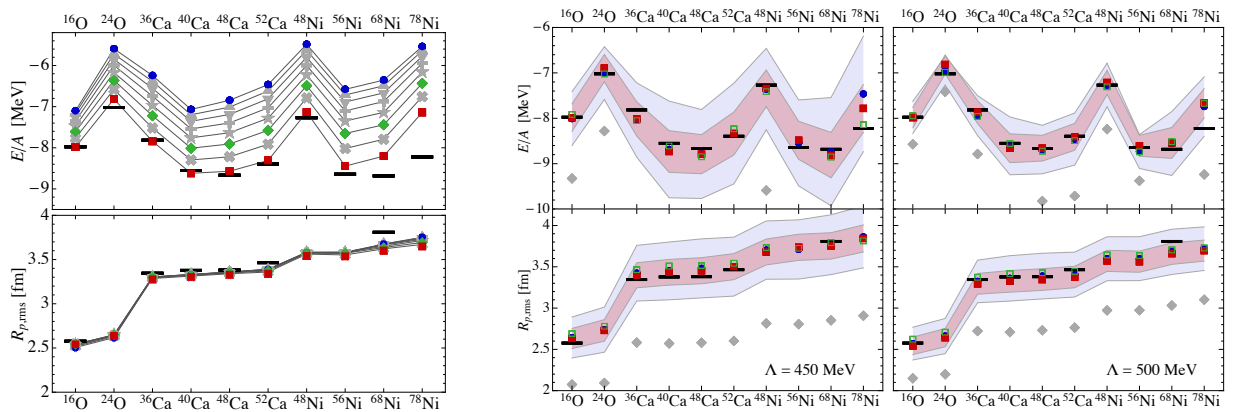 ¹⁶O ²⁴O ³⁶Ca ⁴⁰Ca ⁴⁸Ca ⁵²Ca ⁴⁸Ni ⁵⁶Ni ⁶⁸Ni ⁷⁸Ni
−6
−7
−8
−9
E/A [MeV]
4
3.5
3
2.5
2
R_{p,rms} [fm]
¹⁶O ²⁴O ³⁶Ca ⁴⁰Ca ⁴⁸Ca ⁵²Ca ⁴⁸Ni ⁵⁶Ni ⁶⁸Ni ⁷⁸Ni
¹⁶O ²⁴O ³⁶Ca ⁴⁰Ca ⁴⁸Ca ⁵²Ca ⁴⁸Ni ⁵⁶Ni ⁶⁸Ni ⁷⁸Ni
−6
−7
−8
−9
−10
E/A [MeV]
4
3.5
3
2.5
2
R_{p,rms} [fm]
Λ = 450 MeV
¹⁶O ²⁴O ³⁶Ca ⁴⁰Ca ⁴⁸Ca ⁵²Ca ⁴⁸Ni ⁵⁶Ni ⁶⁸Ni ⁷⁸Ni
¹⁶O ²⁴O ³⁶Ca ⁴⁰Ca ⁴⁸Ca ⁵²Ca ⁴⁸Ni ⁵⁶Ni ⁶⁸Ni ⁷⁸Ni
Λ = 500 MeV
¹⁶O ²⁴O ³⁶Ca ⁴⁰Ca ⁴⁸Ca ⁵²Ca ⁴⁸Ni ⁵⁶Ni ⁶⁸Ni ⁷⁸Ni